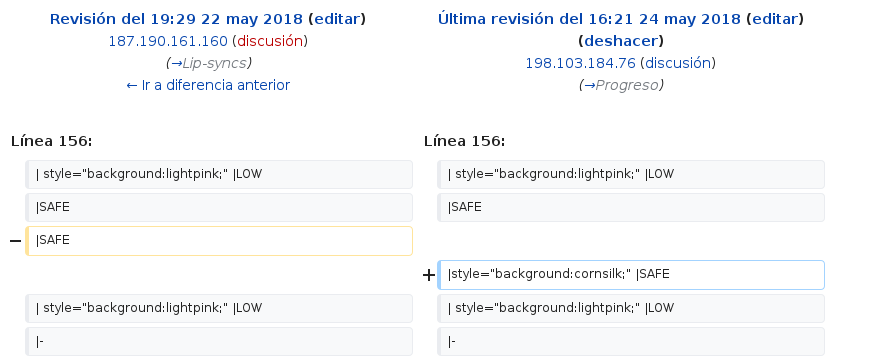 Revisión del 19:29 22 may 2018 (editar)
187.190.161.160 (discusión)
(→Lip-syncs)
← Ir a diferencia anterior
Última revisión del 16:21 24 may 2018 (editar)
(deshacer)
198.103.184.76 (discusión)
(→Progreso)
Línea 156:
Línea 156:
| style="background:lightpink;" |LOW
| style="background:lightpink;" |LOW
|SAFE
|SAFE
− |SAFE
+ |style="background:cornsilk;" |SAFE
| style="background:lightpink;" |LOW
| style="background:lightpink;" |LOW
|-
|-